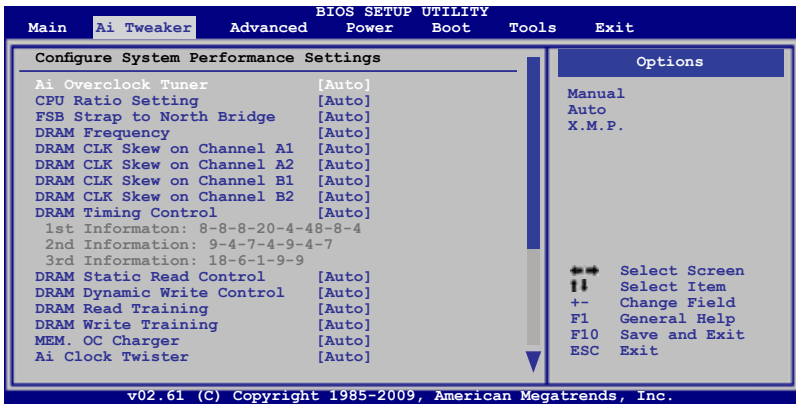 BIOS SETUP UTILITY
Main Ai Tweaker Advanced Power Boot Tools Exit
Configure System Performance Settings
Ai Overclock Tuner [Auto]
CPU Ratio Setting [Auto]
FSB Strap to North Bridge [Auto]
DRAM Frequency [Auto]
DRAM CLK Skew on Channel A1 [Auto]
DRAM CLK Skew on Channel A2 [Auto]
DRAM CLK Skew on Channel B1 [Auto]
DRAM CLK Skew on Channel B2 [Auto]
DRAM Timing Control [Auto]
1st Informaton: 8-8-8-20-4-48-8-4
2nd Information: 9-4-7-4-9-4-7
3rd Information: 18-6-1-9-9
DRAM Static Read Control [Auto]
DRAM Dynamic Write Control [Auto]
DRAM Read Training [Auto]
DRAM Write Training [Auto]
MEM. OC Charger [Auto]
Ai Clock Twister [Auto]
Options
Manual
Auto
X.M.P.
Select Screen
Select Item
+- Change Field
F1 General Help
F10 Save and Exit
ESC Exit
v02.61 (C) Copyright 1985-2009, American Megatrends, Inc.